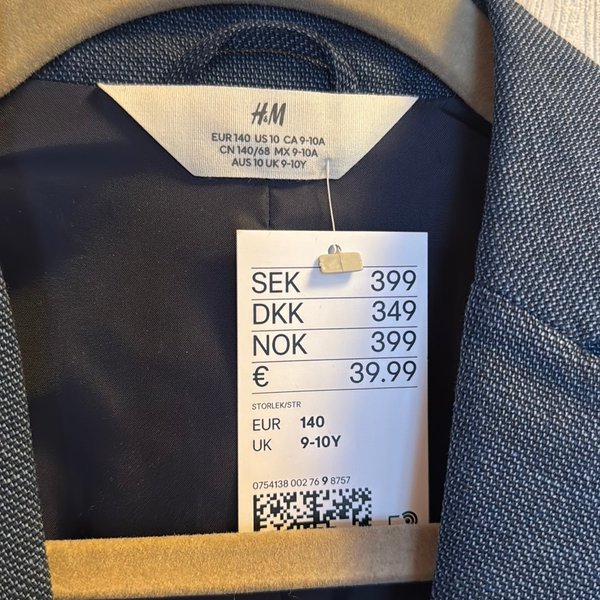 H&M
EUR 140 US 10 CA 9-10A
CN 140/68 MX 9-10A
AUS 10 UK 9-10Y
SEK 399
DKK 349
NOK 399
€ 39.99
STORLEK/STR
EUR 140
UK 9-10Y
0754138 002 76 9 8757